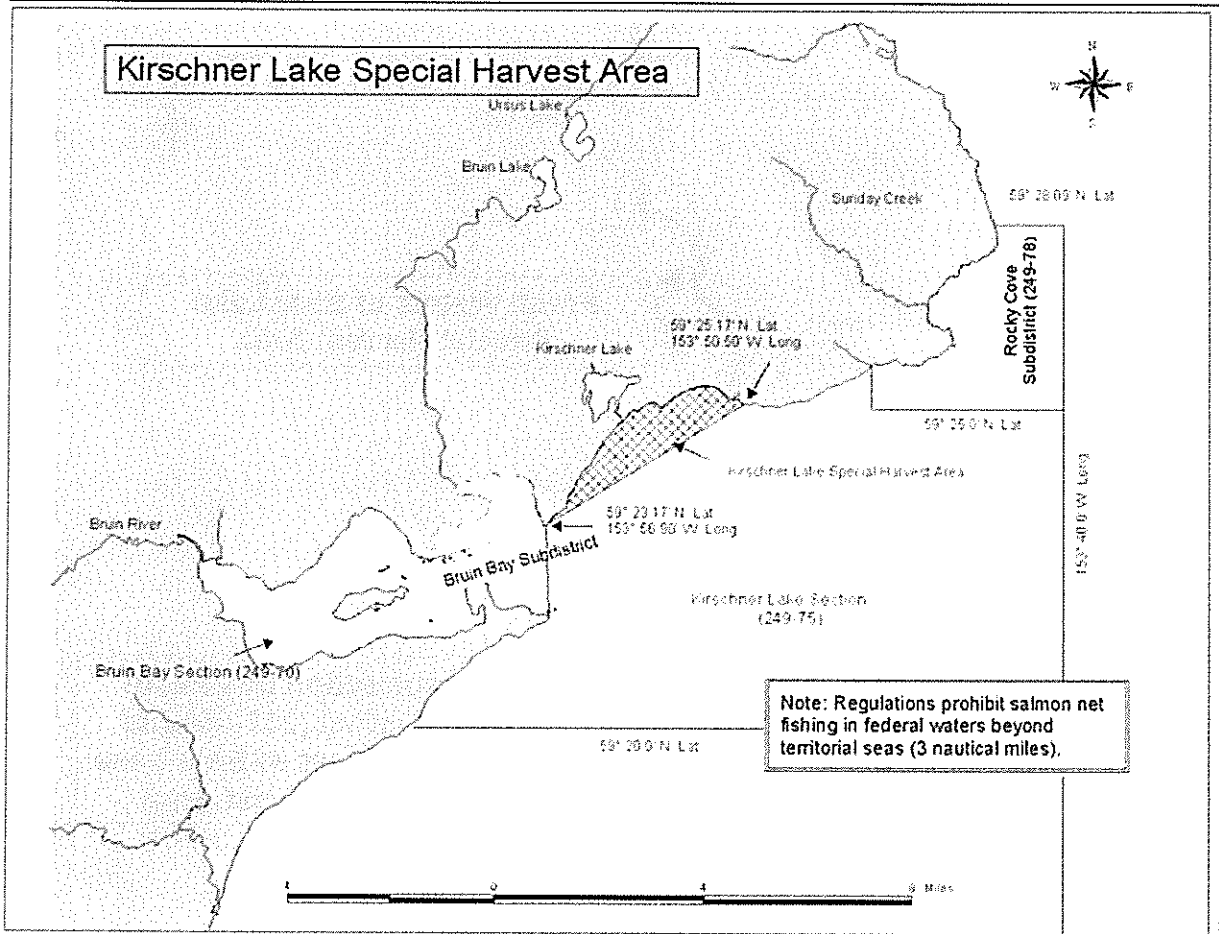 Kirschner Lake Special Harvest Area
N
W
E
S
Ursus Lake
Bruin Lake
Sunday Creek
59° 28.09' N. Lat
Rocky Cove
Subdistrict (249-78)
59° 25.17' N. Lat
153° 50.50' W. Long
Kirschner Lake
59° 25.0' N. Lat
Kirschner Lake Special Harvest Area
59° 23.17' N. Lat
153° 56.90' W. Long
153° 40.0' W. Long
Bruin River
Bruin Bay Subdistrict
Kirschner Lake Section
(249-75)
Bruin Bay Section (249-70)
Note: Regulations prohibit salmon net
fishing in federal waters beyond
territorial seas (3 nautical miles).
59° 20.0' N. Lat
4
Miles